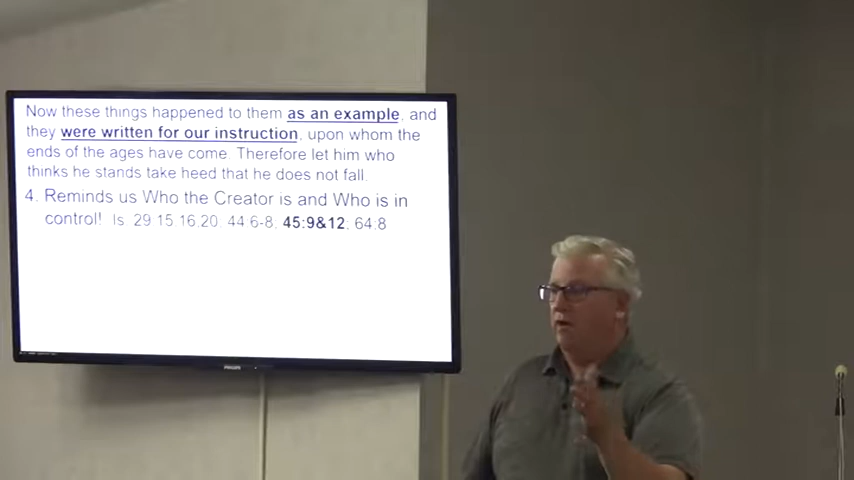 Now these things happened to them as an example, and
they were written for our instruction, upon whom the
ends of the ages have come. Therefore let him who
thinks he stands take heed that he does not fall.
4. Reminds us Who the Creator is and Who is in
control! Is 29:15,16,20; 44:6-8; 45:9&12; 64:8
PHILIPS